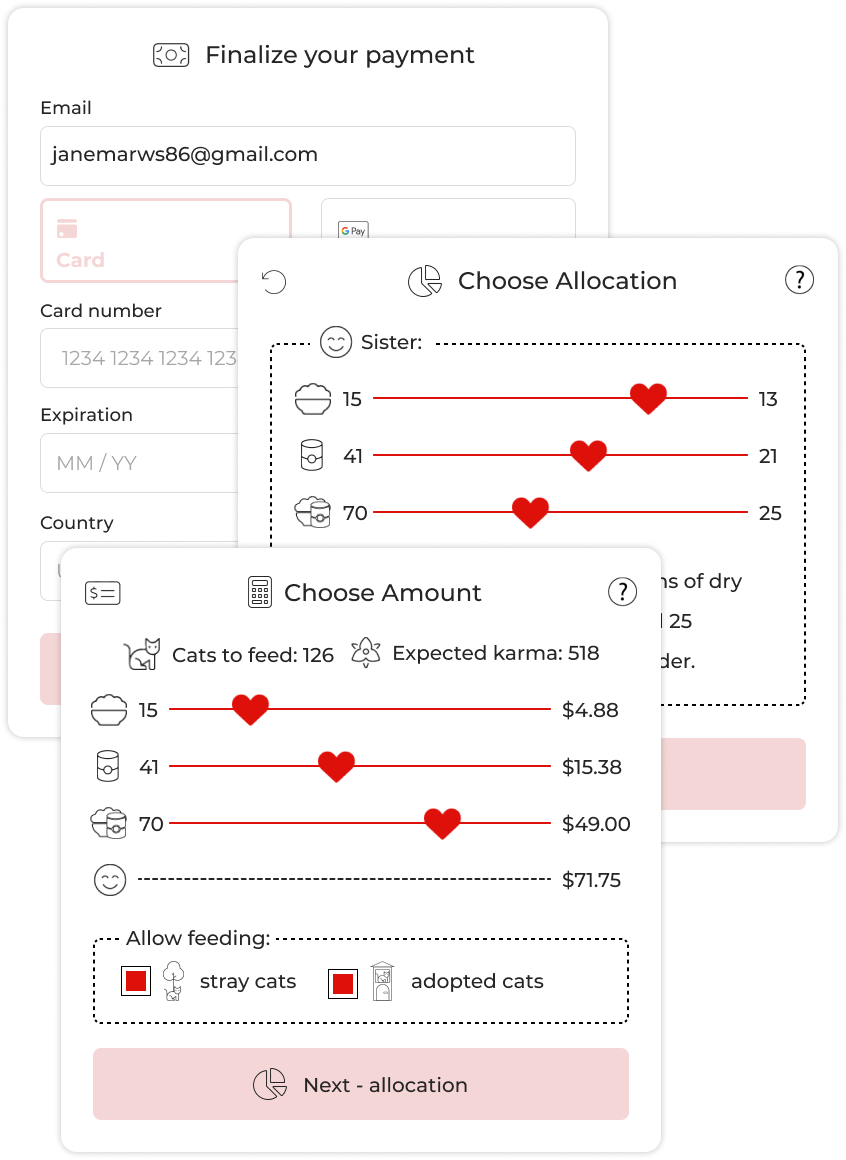 Finalize your payment
Email
janemarws86@gmail.com
Card
G Pay
Card number
1234 1234 1234 123
Expiration
MM / YY
Country
Choose Allocation
?
Sister:
15 13
41 21
70 25
of dry
25
Choose Amount
?
Cats to feed: 126 Expected karma: 518
15 $4.88
41 $15.38
70 $49.00
$71.75
Allow feeding:
stray cats adopted cats
Next - allocation